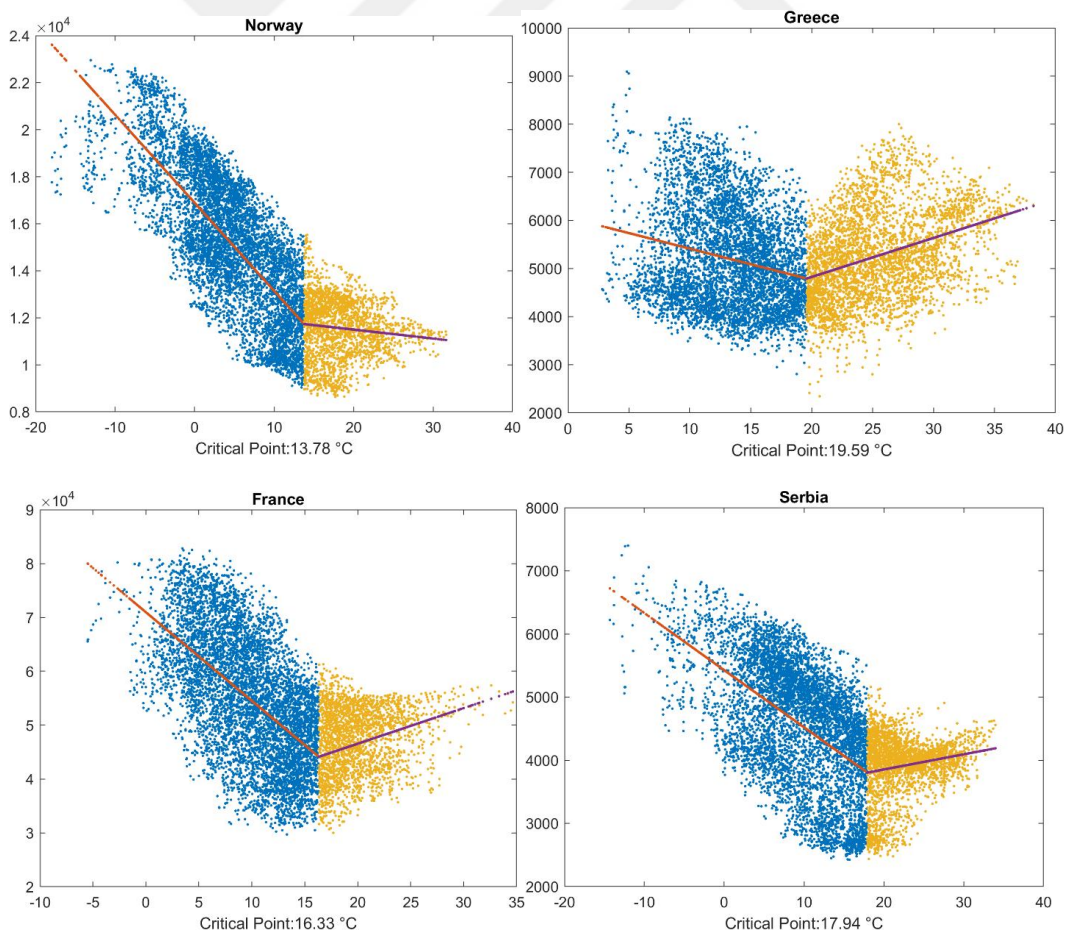 Norway
×10⁴
2.4
2.2
2
1.8
1.6
1.4
1.2
1
0.8
-20 -10 0 10 20 30 40
Critical Point:13.78 °C
Greece
10000
9000
8000
7000
6000
5000
4000
3000
2000
0 5 10 15 20 25 30 35 40
Critical Point:19.59 °C
France
×10⁴
9
8
7
6
5
4
3
2
-10 -5 0 5 10 15 20 25 30 35
Critical Point:16.33 °C
Serbia
8000
7000
6000
5000
4000
3000
2000
-20 -10 0 10 20 30 40
Critical Point:17.94 °C